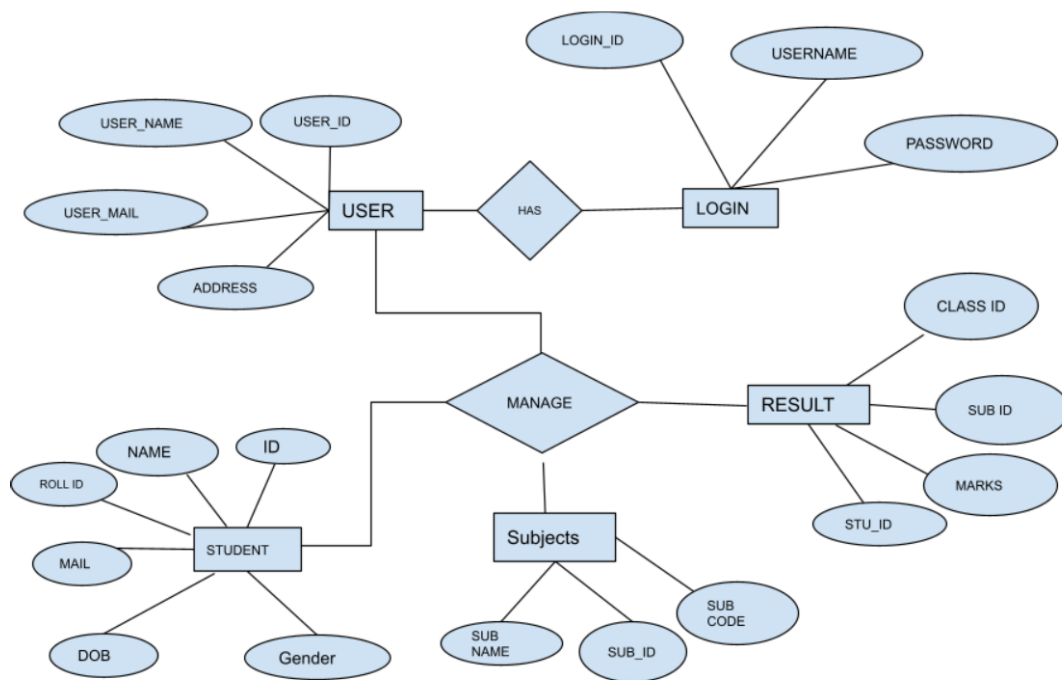 LOGIN_ID
USERNAME
USER_NAME
USER_ID
PASSWORD
USER_MAIL
USER
HAS
LOGIN
ADDRESS
CLASS ID
MANAGE
RESULT
SUB ID
NAME
ID
ROLL ID
MARKS
STU_ID
STUDENT
Subjects
MAIL
SUB
CODE
SUB
NAME
SUB_ID
DOB
Gender